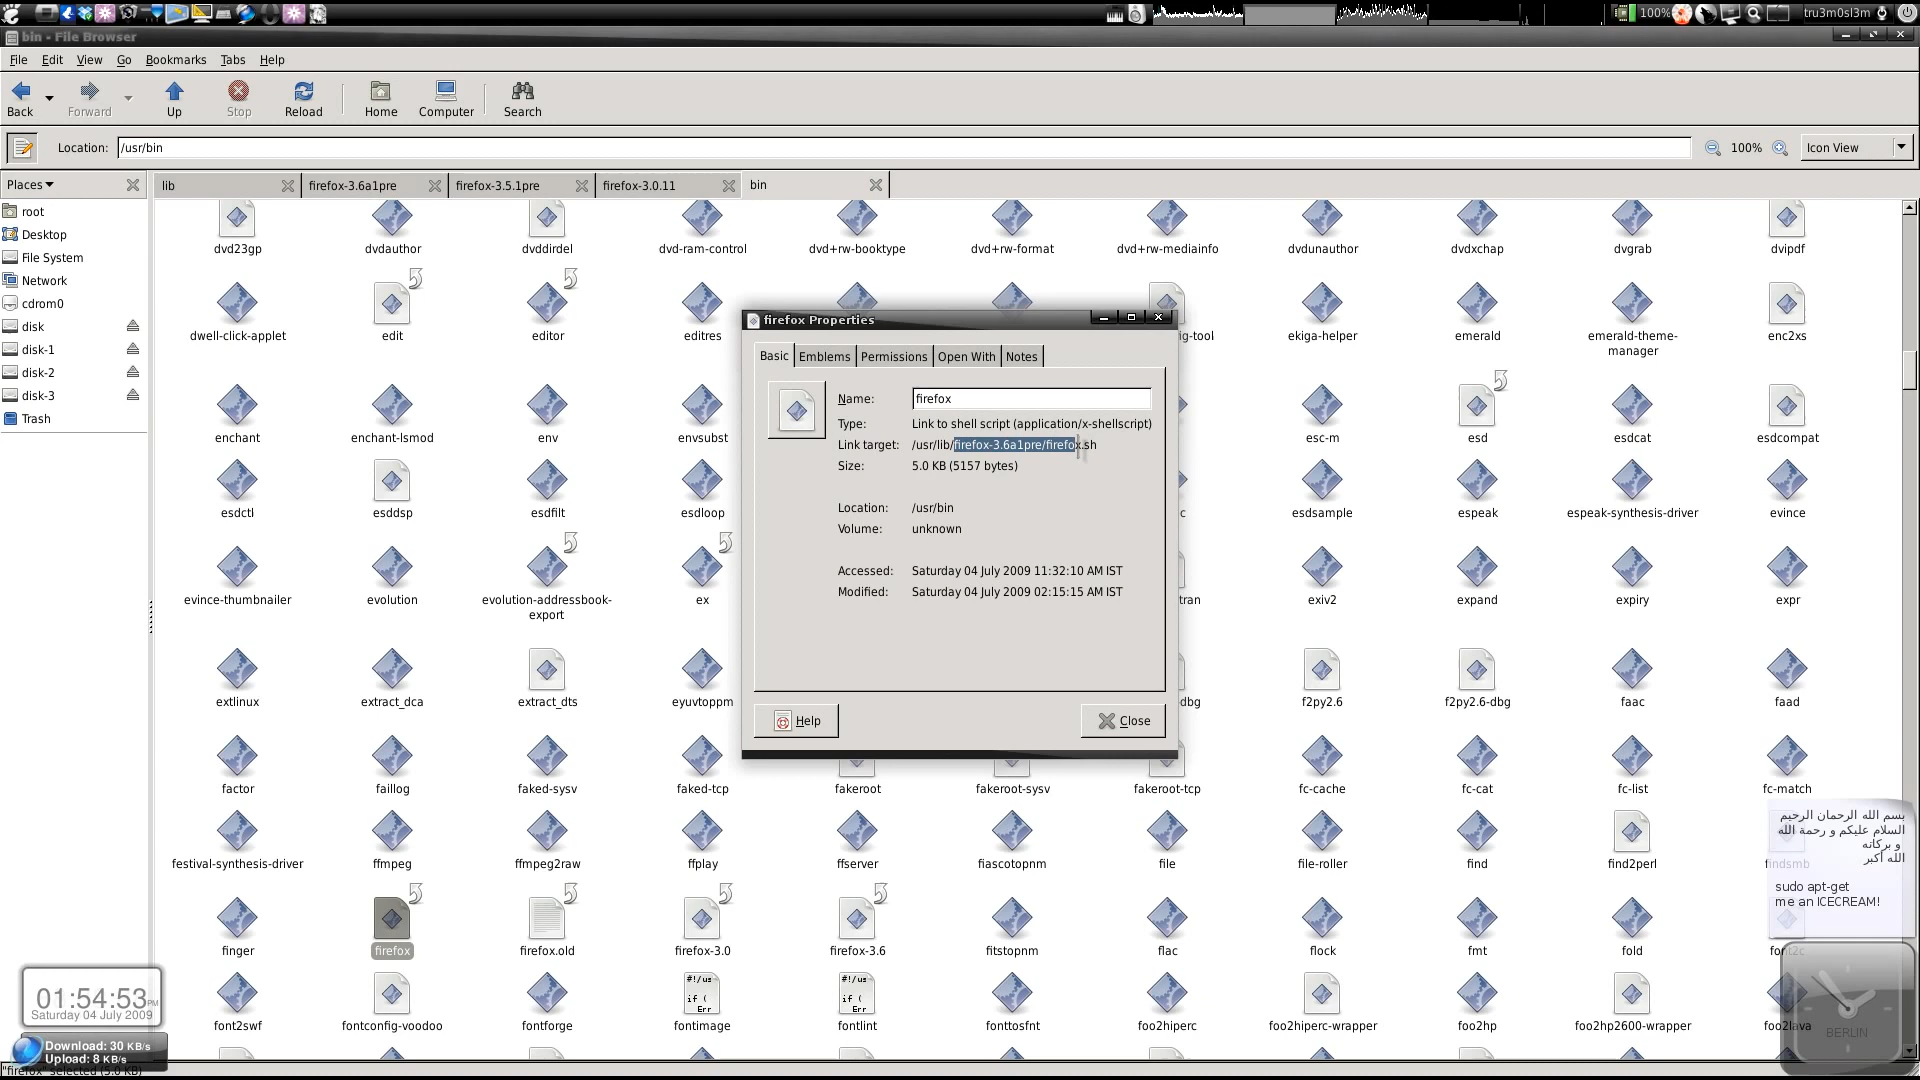 100%
tru3m0sl3m
bin - File Browser
File Edit View Go Bookmarks Tabs Help
Back Forward Up Stop Reload Home Computer Search
Location: /usr/bin 100% Icon View
Places lib firefox-3.6a1pre firefox-3.5.1pre firefox-3.0.11 bin
root
Desktop
File System
Network
cdrom0
disk
disk-1
disk-2
disk-3
Trash
dvd23gp dvdauthor dvddirdel dvd-ram-control dvd+rw-booktype dvd+rw-format dvd+rw-mediainfo dvdunauthor dvdxchap dvgrab dvipdf
dwell-click-applet edit editor editres ig-tool ekiga-helper emerald emerald-theme-manager enc2xs
enchant enchant-lsmod env envsubst esc-m esd esdcat esdcompat
esdctl esddsp esdfilt esdloop c esdsample espeak espeak-synthesis-driver evince
evince-thumbnailer evolution evolution-addressbook-export ex tran exiv2 expand expiry expr
extlinux extract_dca extract_dts eyuvtoppm dbg f2py2.6 f2py2.6-dbg faac faad
factor faillog faked-sysv faked-tcp fakeroot fakeroot-sysv fakeroot-tcp fc-cache fc-cat fc-list fc-match
festival-synthesis-driver ffmpeg ffmpeg2raw ffplay ffserver fiascotopnm file file-roller find find2perl findsmb
finger firefox firefox.old firefox-3.0 firefox-3.6 fitstopnm flac flock fmt fold font2c
#!/us
if (
Err
#!/us
if (
Err
font2swf fontconfig-voodoo fontforge fontimage fontlint fonttosfnt foo2hiperc foo2hiperc-wrapper foo2hp foo2hp2600-wrapper foo2lava
firefox Properties
Basic Emblems Permissions Open With Notes
Name: firefox
Type: Link to shell script (application/x-shellscript)
Link target: /usr/lib/firefox-3.6a1pre/firefox.sh
Size: 5.0 KB (5157 bytes)
Location: /usr/bin
Volume: unknown
Accessed: Saturday 04 July 2009 11:32:10 AM IST
Modified: Saturday 04 July 2009 02:15:15 AM IST
Help Close
بسم الله الرحمان الرحيم
السلام عليكم و رحمة الله
و بركاته
الله اكبر
sudo apt-get
me an ICECREAM!
01:54:53 PM
Saturday 04 July 2009
Download: 30 KB/s
Upload: 8 KB/s
BERLIN
"firefox" selected (5.0 KB)